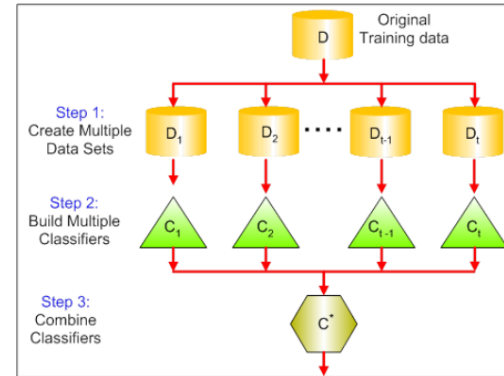 D
Original
Training data
Step 1:
Create Multiple
Data Sets
D1
D2
....
Dt-1
Dt
Step 2:
Build Multiple
Classifiers
C1
C2
Ct-1
Ct
Step 3:
Combine
Classifiers
C*